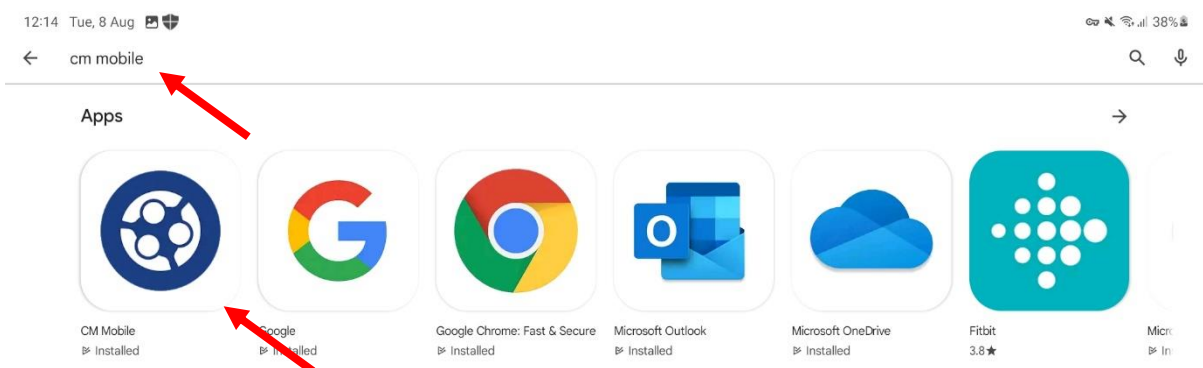 12:14 Tue, 8 Aug 38%
cm mobile
Apps
CM Mobile Google Google Chrome: Fast & Secure Microsoft Outlook Microsoft OneDrive Fitbit
Installed Installed Installed Installed Installed 3.8★